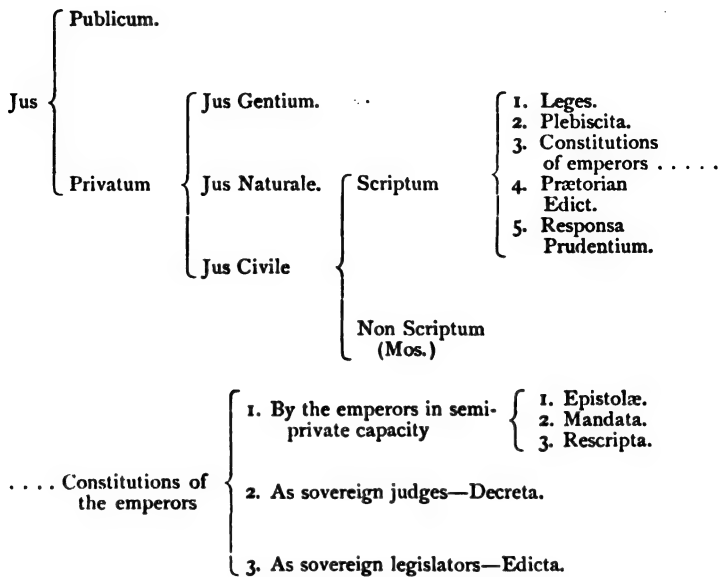 Publicum.
Jus
Jus Gentium.
Privatum
Jus Naturale.
Jus Civile
Scriptum
1. Leges.
2. Plebiscita.
3. Constitutions
of emperors . . . . .
4. Prætorian
Edict.
5. Responsa
Prudentium.
Non Scriptum
(Mos.)
. . . . Constitutions of
the emperors
1. By the emperors in semi-
private capacity
1. Epistolæ.
2. Mandata.
3. Rescripta.
2. As sovereign judges—Decreta.
3. As sovereign legislators—Edicta.